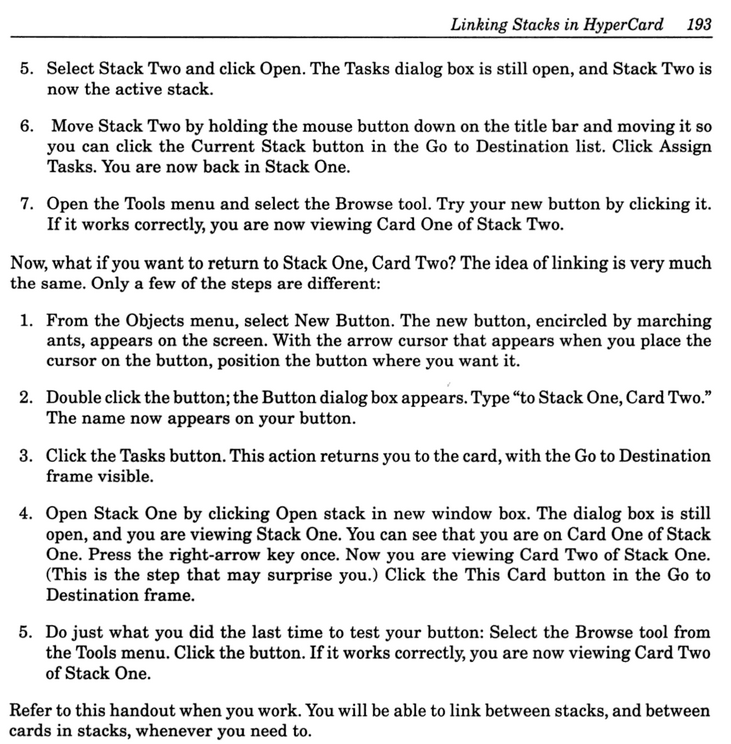 Linking Stacks in HyperCard 193
5. Select Stack Two and click Open. The Tasks dialog box is still open, and Stack Two is
now the active stack.
6. Move Stack Two by holding the mouse button down on the title bar and moving it so
you can click the Current Stack button in the Go to Destination list. Click Assign
Tasks. You are now back in Stack One.
7. Open the Tools menu and select the Browse tool. Try your new button by clicking it.
If it works correctly, you are now viewing Card One of Stack Two.
Now, what if you want to return to Stack One, Card Two? The idea of linking is very much
the same. Only a few of the steps are different:
1. From the Objects menu, select New Button. The new button, encircled by marching
ants, appears on the screen. With the arrow cursor that appears when you place the
cursor on the button, position the button where you want it.
2. Double click the button; the Button dialog box appears. Type “to Stack One, Card Two.”
The name now appears on your button.
3. Click the Tasks button. This action returns you to the card, with the Go to Destination
frame visible.
4. Open Stack One by clicking Open stack in new window box. The dialog box is still
open, and you are viewing Stack One. You can see that you are on Card One of Stack
One. Press the right-arrow key once. Now you are viewing Card Two of Stack One.
(This is the step that may surprise you.) Click the This Card button in the Go to
Destination frame.
5. Do just what you did the last time to test your button: Select the Browse tool from
the Tools menu. Click the button. If it works correctly, you are now viewing Card Two
of Stack One.
Refer to this handout when you work. You will be able to link between stacks, and between
cards in stacks, whenever you need to.